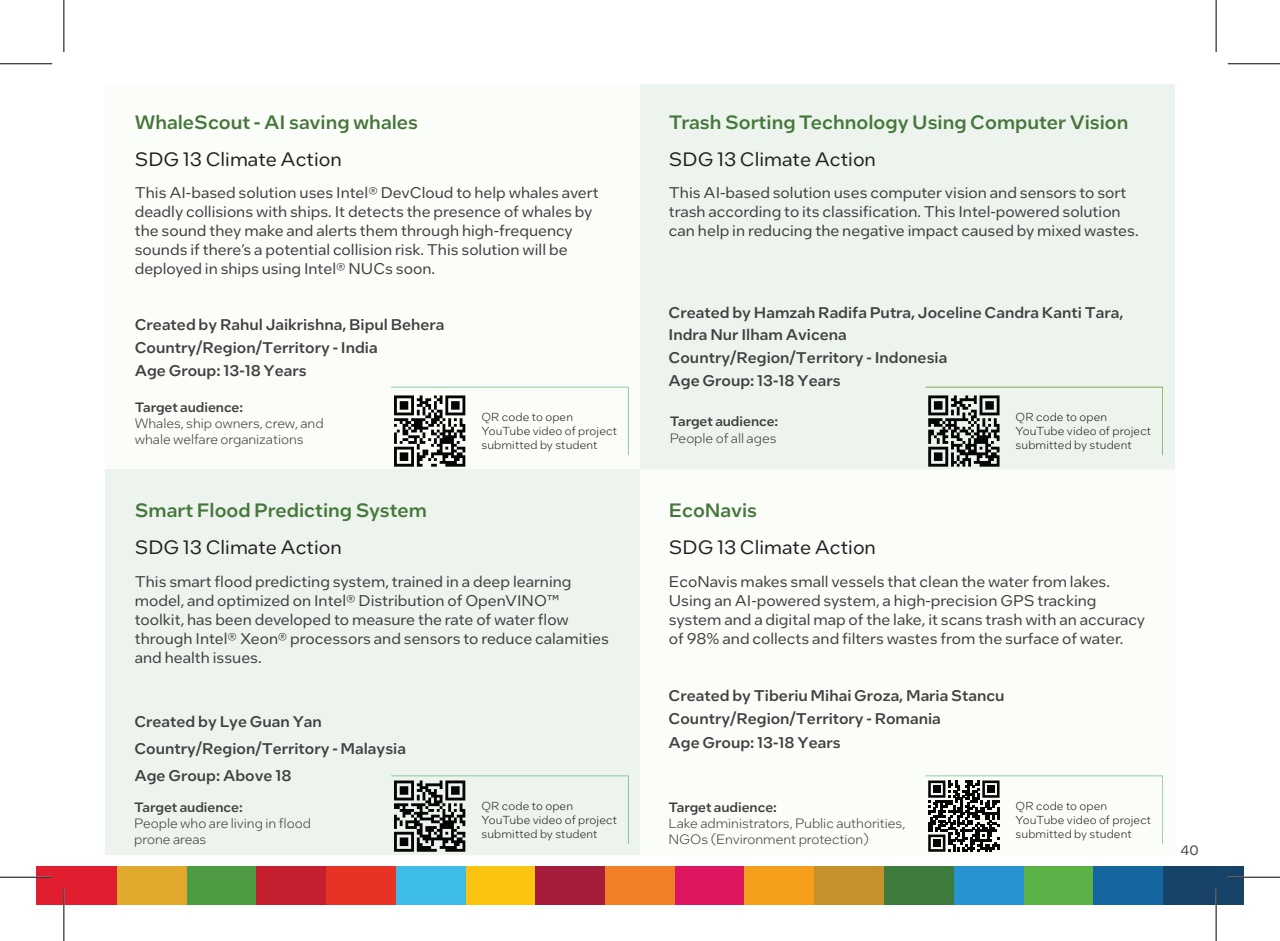 WhaleScout - AI saving whales
SDG 13 Climate Action
This AI-based solution uses Intel® DevCloud to help whales avert
deadly collisions with ships. It detects the presence of whales by
the sound they make and alerts them through high-frequency
sounds if there's a potential collision risk. This solution will be
deployed in ships using Intel® NUCs soon.
Created by Rahul Jaikrishna, Bipul Behera
Country/Region/Territory - India
Age Group: 13-18 Years
Target audience:
Whales, ship owners, crew, and
whale welfare organizations
QR code to open
YouTube video of project
submitted by student
Trash Sorting Technology Using Computer Vision
SDG 13 Climate Action
This AI-based solution uses computer vision and sensors to sort
trash according to its classification. This Intel-powered solution
can help in reducing the negative impact caused by mixed wastes.
Created by Hamzah Radifa Putra, Joceline Candra Kanti Tara,
Indra Nur Ilham Avicena
Country/Region/Territory - Indonesia
Age Group: 13-18 Years
Target audience:
People of all ages
QR code to open
YouTube video of project
submitted by student
Smart Flood Predicting System
SDG 13 Climate Action
This smart flood predicting system, trained in a deep learning
model, and optimized on Intel® Distribution of OpenVINO™
toolkit, has been developed to measure the rate of water flow
through Intel® Xeon® processors and sensors to reduce calamities
and health issues.
Created by Lye Guan Yan
Country/Region/Territory - Malaysia
Age Group: Above 18
Target audience:
People who are living in flood
prone areas
QR code to open
YouTube video of project
submitted by student
EcoNavis
SDG 13 Climate Action
EcoNavis makes small vessels that clean the water from lakes.
Using an AI-powered system, a high-precision GPS tracking
system and a digital map of the lake, it scans trash with an accuracy
of 98% and collects and filters wastes from the surface of water.
Created by Tiberiu Mihai Groza, Maria Stancu
Country/Region/Territory - Romania
Age Group: 13-18 Years
Target audience:
Lake administrators, Public authorities,
NGOs (Environment protection)
QR code to open
YouTube video of project
submitted by student
40